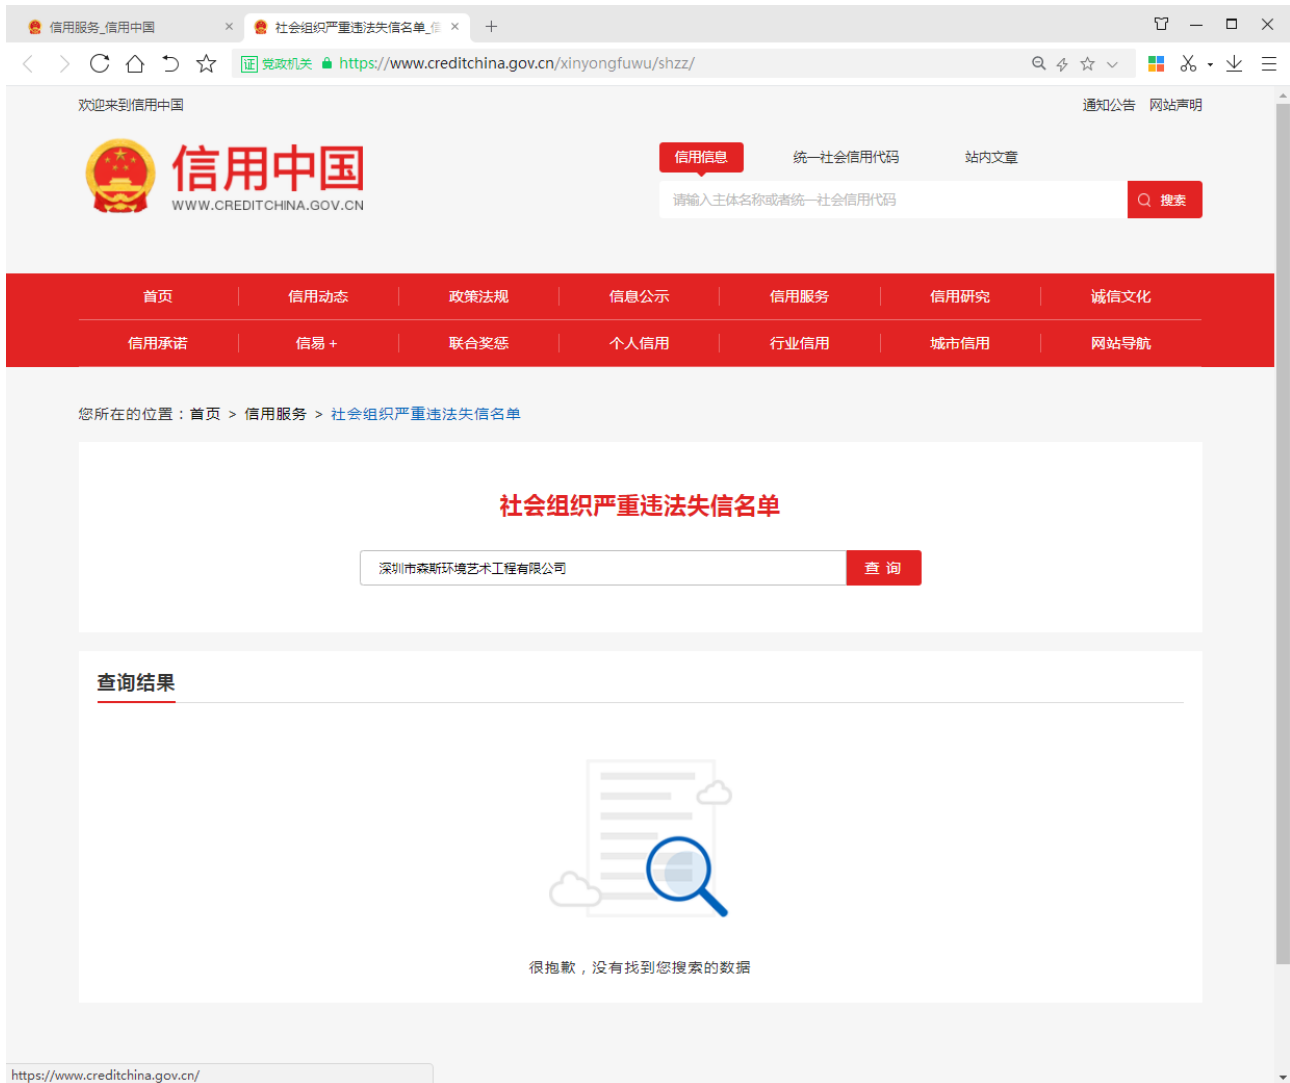 信用服务_信用中国
社会组织严重违法失信名单_信
证 党政机关 https://www.creditchina.gov.cn/xinyongfuwu/shzz/
欢迎来到信用中国
通知公告 网站声明
信用中国
WWW.CREDITCHINA.GOV.CN
信用信息 统一社会信用代码 站内文章
请输入主体名称或者统一社会信用代码
搜索
首页 信用动态 政策法规 信息公示 信用服务 信用研究 诚信文化
信用承诺 信易 + 联合奖惩 个人信用 行业信用 城市信用 网站导航
您所在的位置：首页 > 信用服务 > 社会组织严重违法失信名单
社会组织严重违法失信名单
深圳市森斯环境艺术工程有限公司
查 询
查询结果
很抱歉，没有找到您搜索的数据
https://www.creditchina.gov.cn/